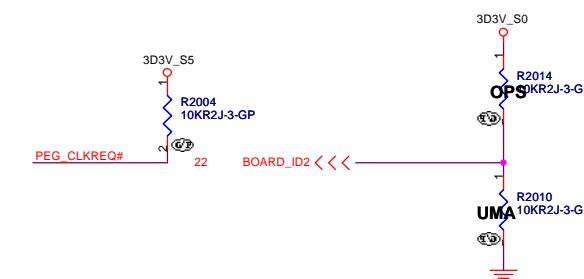 3D3V_S0
3D3V_S5
1
1
R2014
10KR2J-3-G
OPS
R2004
10KR2J-3-GP
2
PEG_CLKREQ#
22
BOARD_ID2
1
R2010
10KR2J-3-G
UMA